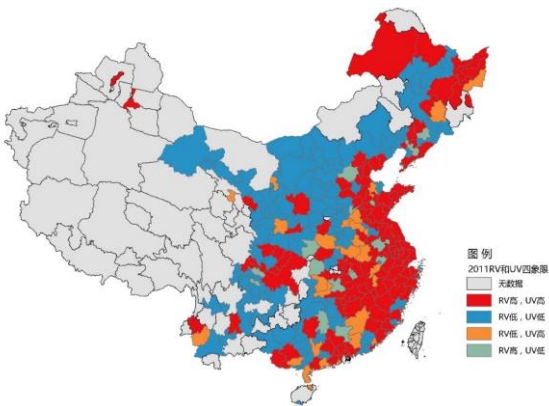 图 例
2011RV和UV四象限
无数据
RV高，UV高
RV低，UV低
RV低，UV高
RV高，UV低